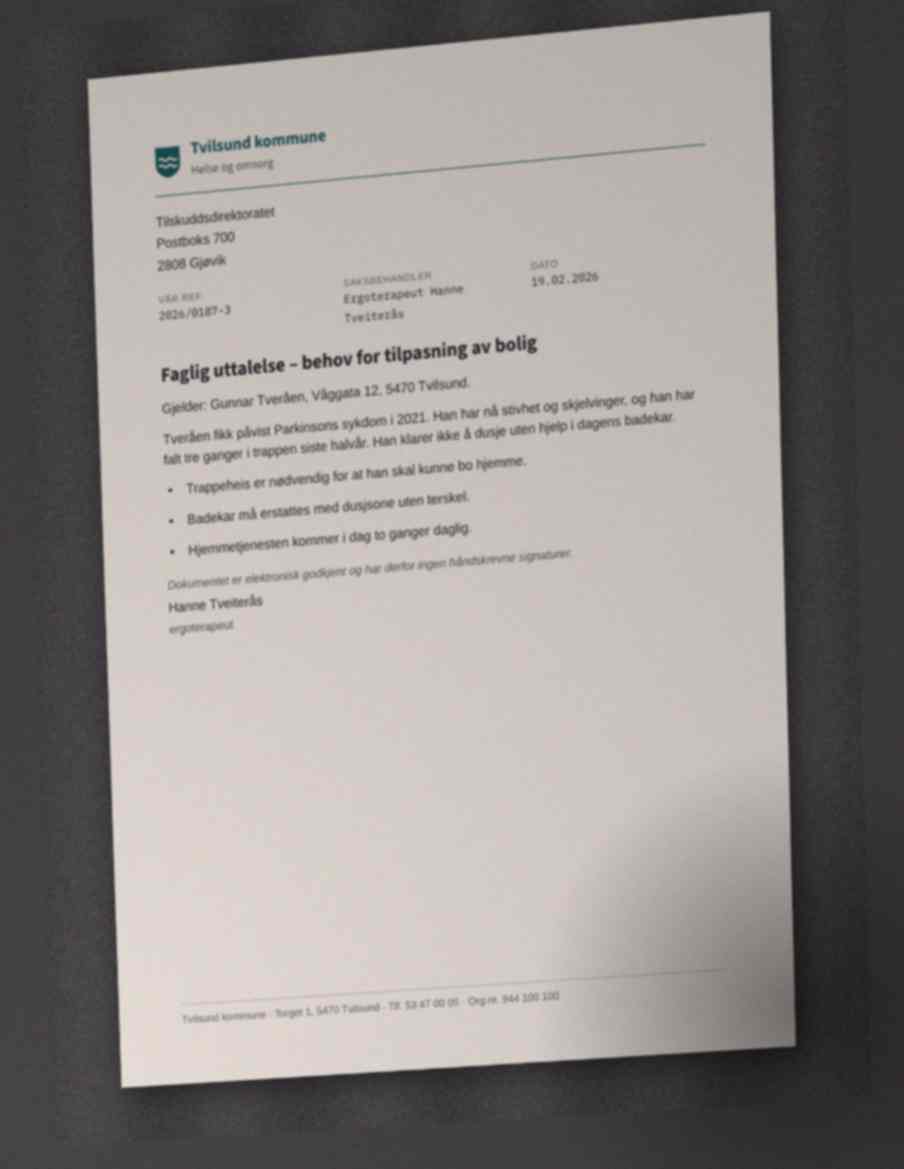 Tvilsund kommune
Helse og omsorg
Tilskuddsdirektoratet
Postboks 700
2808 Gjøvik
VÅR REF.
2026/0187-3
SAKSBEHANDLER
Ergoterapeut Hanne
Tveiterås
DATO
19.02.2026
Faglig uttalelse – behov for tilpasning av bolig
Gjelder: Gunnar Tveråen, Våggata 12, 5470 Tvilsund.
Tveråen fikk påvist Parkinsons sykdom i 2021. Han har nå stivhet og skjelvinger, og han har
falt tre ganger i trappen siste halvår. Han klarer ikke å dusje uten hjelp i dagens badekar.
• Trappeheis er nødvendig for at han skal kunne bo hjemme.
• Badekar må erstattes med dusjsone uten terskel.
• Hjemmetjenesten kommer i dag to ganger daglig.
Dokumentet er elektronisk godkjent og har derfor ingen håndskrevne signaturer.
Hanne Tveiterås
ergoterapeut
Tvilsund kommune · Torget 1, 5470 Tvilsund · Tlf. 53 47 00 00 · Org.nr. 944 100 100